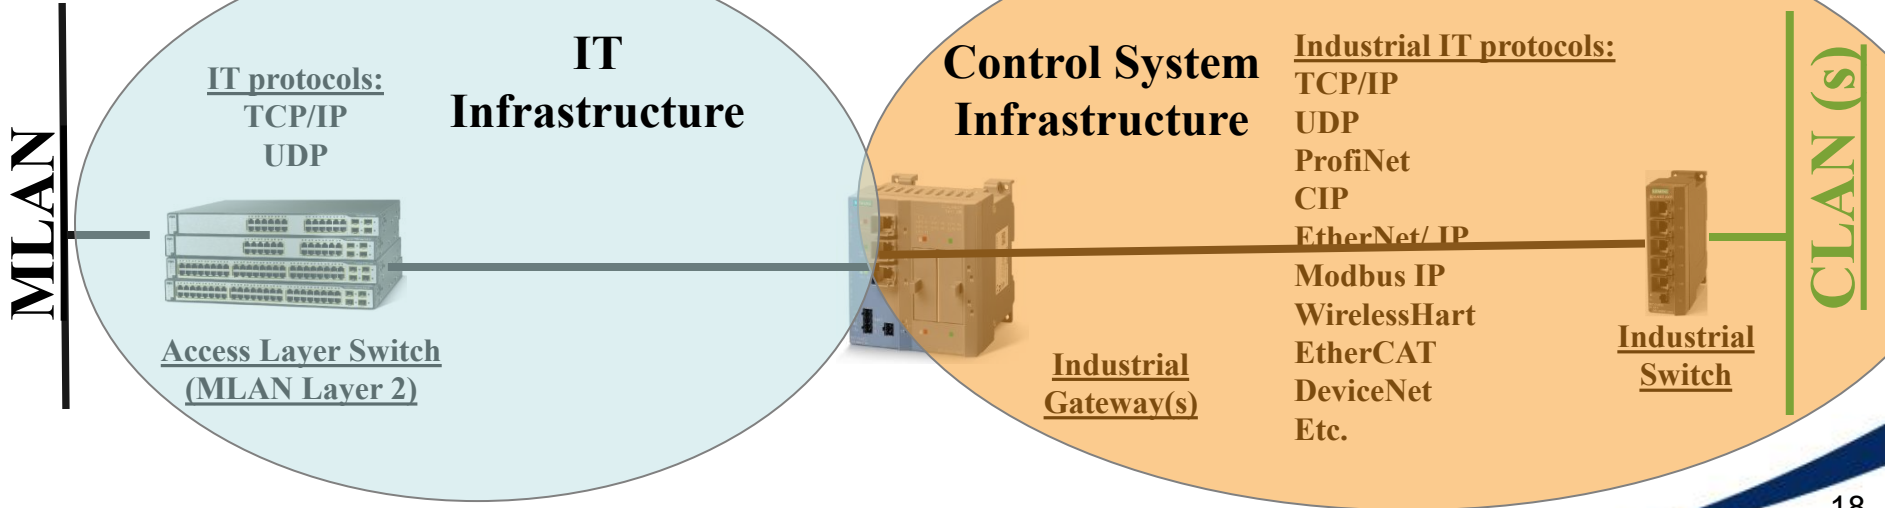 MLAN
IT protocols:
TCP/IP
UDP
IT
Infrastructure
Access Layer Switch
(MLAN Layer 2)
Control System
Infrastructure
Industrial
Gateway(s)
Industrial IT protocols:
TCP/IP
UDP
ProfiNet
CIP
EtherNet/ IP
Modbus IP
WirelessHart
EtherCAT
DeviceNet
Etc.
Industrial
Switch
CLAN (s)
18